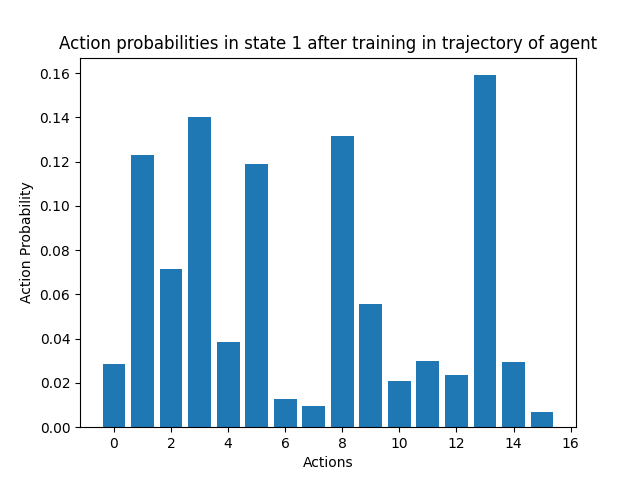 Action probabilities in state 1 after training in trajectory of agent
0.16
0.14
0.12
0.10
0.08
0.06
0.04
0.02
0.00
Action Probability
0 2 4 6 8 10 12 14 16
Actions